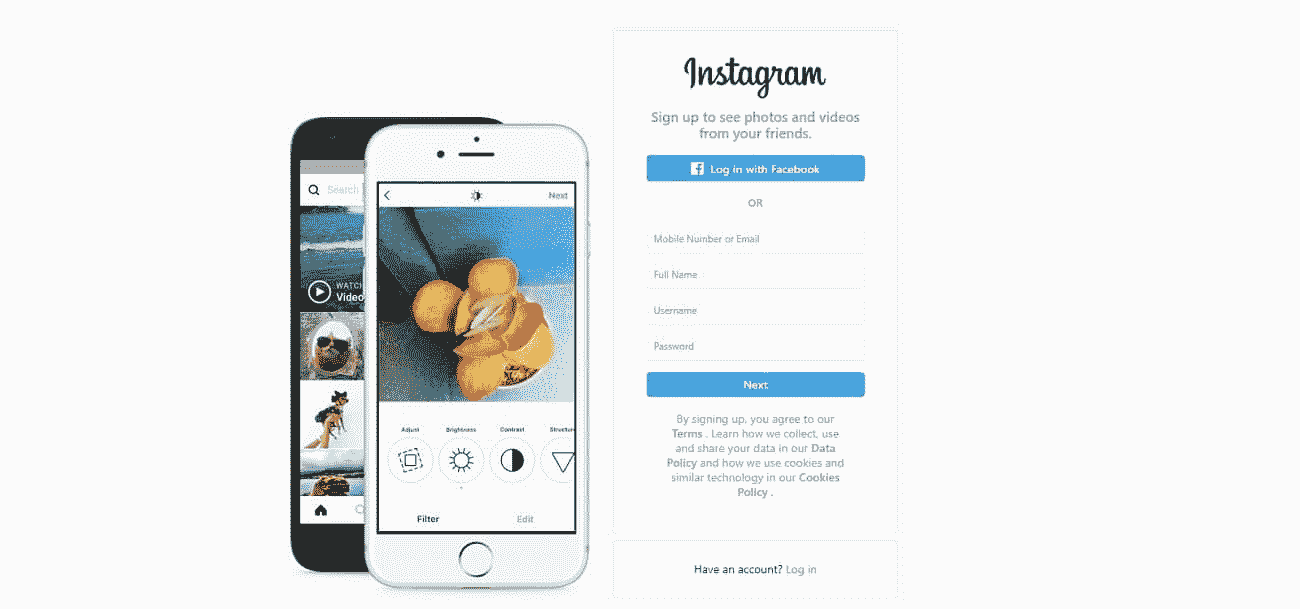 Instagram
Sign up to see photos and videos
from your friends.
Log in with Facebook
OR
Mobile Number or Email
Full Name
Username
Password
Next
By signing up, you agree to our
Terms . Learn how we collect, use
and share your data in our Data
Policy and how we use cookies and
similar technology in our Cookies
Policy .
Have an account? Log in
Search
WATCH
Video
Next
Adjust Brightness Contrast Structure
Filter Edit